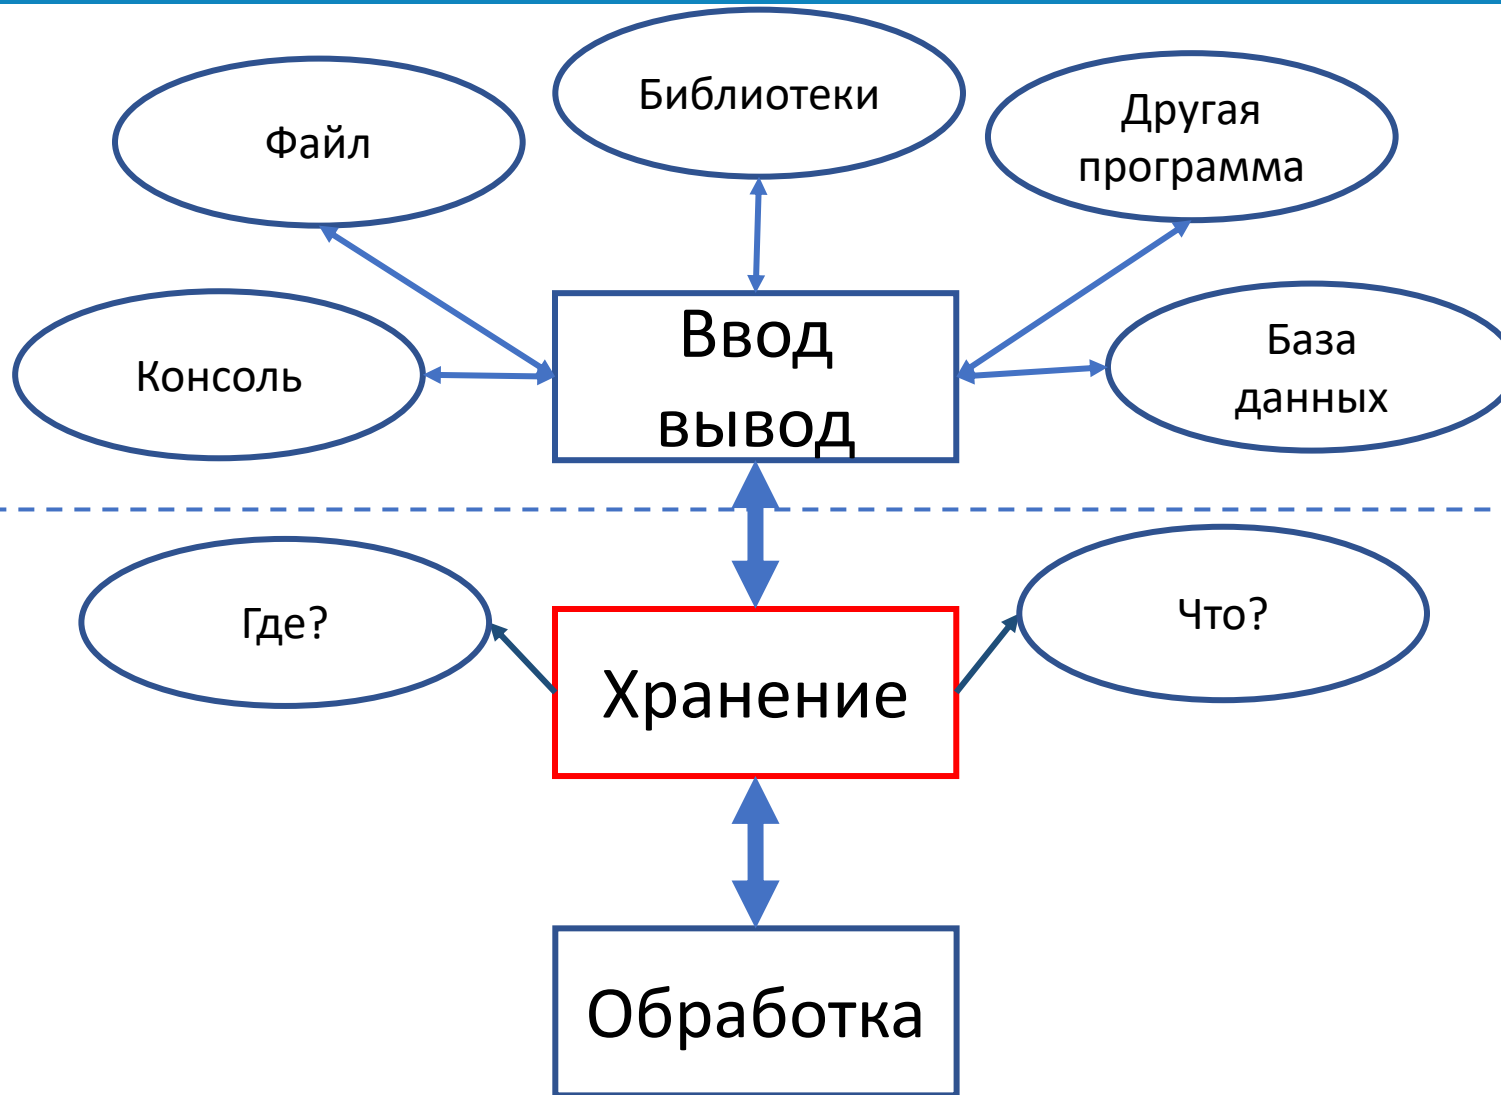 Библиотеки
Файл
Другая
программа
Ввод
вывод
Консоль
База
данных
Где?
Что?
Хранение
Обработка